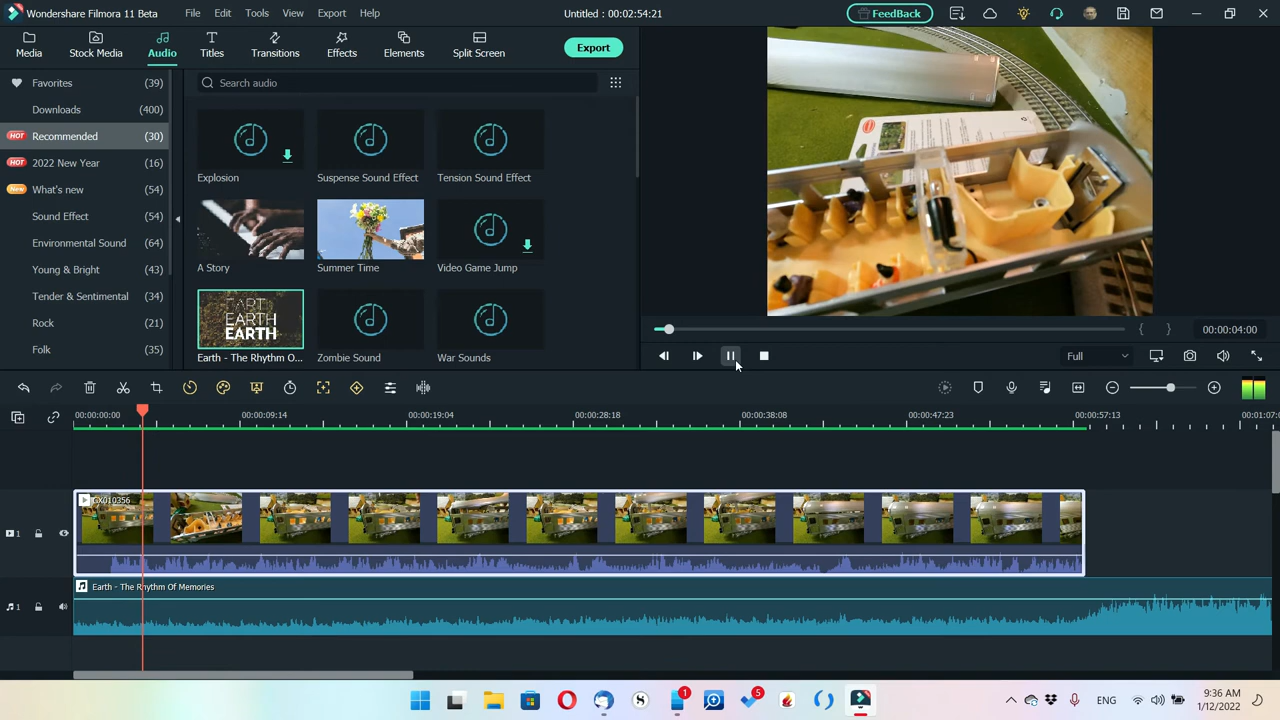 Wondershare Filmora 11 Beta
File Edit Tools View Export Help
Untitled : 00:02:54:21
FeedBack
Media Stock Media Audio Titles Transitions Effects Elements Split Screen
Export
Favorites (39)
Downloads (400)
HOT Recommended (30)
HOT 2022 New Year (16)
New What's new (54)
Sound Effect (54)
Environmental Sound (64)
Young & Bright (43)
Tender & Sentimental (34)
Rock (21)
Folk (35)
Search audio
Explosion Suspense Sound Effect Tension Sound Effect
A Story Summer Time Video Game Jump
EARTH
EARTH
EARTH
Earth - The Rhythm O... Zombie Sound War Sounds
{ } 00:00:04:00
Full
00:00:00:00 00:00:09:14 00:00:19:04 00:00:28:18 00:00:38:08 00:00:47:23 00:00:57:13 00:01:07:0
GX010356
1
Earth - The Rhythm Of Memories
1
1 5 S ENG 9:36 AM
1/12/2022